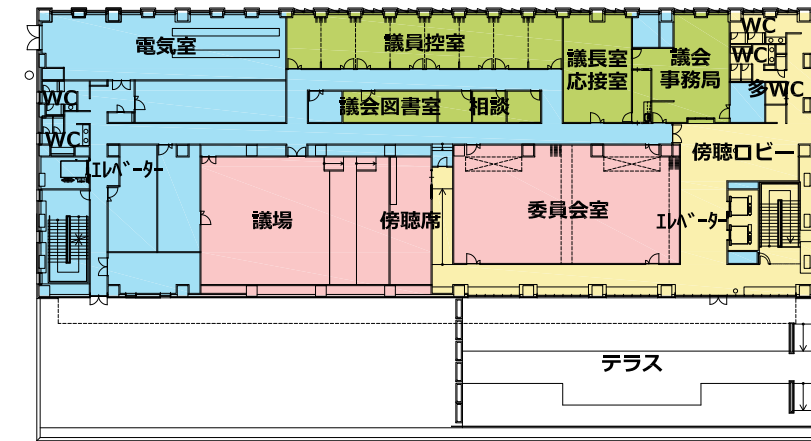 電気室
議員控室
議長室
応接室
議会
事務局
WC
WC
多WC
WC
WC
議会図書室
相談
傍聴ロビー
ｴﾚﾍﾞｰﾀｰ
議場
傍聴席
委員会室
ｴﾚﾍﾞｰﾀｰ
テラス